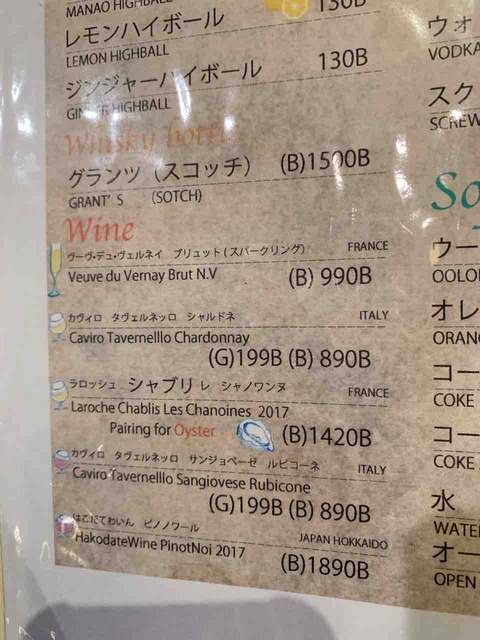 MANAO HIGHBALL
130B
レモンハイボール
LEMON HIGHBALL
ジンジャーハイボール 130B
GINGER HIGHBALL
Whisky bottle
グランツ (スコッチ) (B)1500B
GRANT' S (SOTCH)
Wine
ヴーヴ・デュ・ヴェルネイ ブリュット(スパークリング) FRANCE
Veuve du Vernay Brut N.V (B) 990B
カヴィロ タヴェルネッロ シャルドネ ITALY
Caviro Tavernelllo Chardonnay
(G)199B (B) 890B
ラロッシュ シャブリ レ シャノワンヌ FRANCE
Laroche Chablis Les Chanoines 2017
Pairing for Oyster (B)1420B
カヴィロ タヴェルネッロ サンジョベーゼ ルビコーネ ITALY
Caviro Tavernelllo Sangiovese Rubicone
(G)199B (B) 890B
はこだてわいん ピノノワール JAPAN HOKKAIDO
HakodateWine PinotNoi 2017
(B)1890B
ウォ
VODKA
スク
SCREW
So
ウー
OOLO
オレ
ORAN
コー
COKE
コー
COKE
水
WATE
オー
OPEN